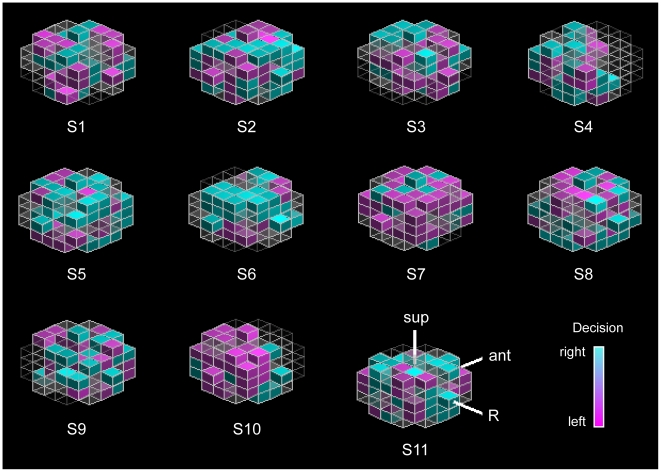 S1
S2
S3
S4
S5
S6
S7
S8
S9
S10
S11
sup
ant
R
Decision
right
left